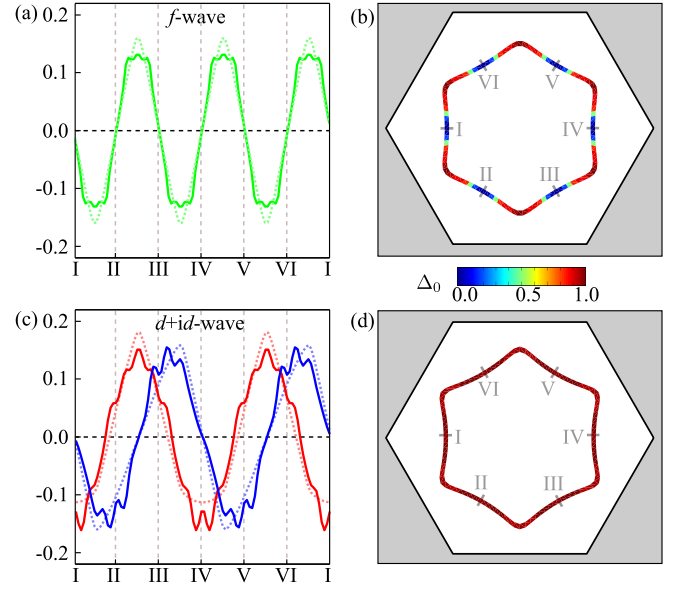 (a)
f-wave
0.2
0.1
0.0
-0.1
-0.2
I II III IV V VI I
(b)
VI V
I IV
II III
Δ₀
0.0 0.5 1.0
(c)
d+id-wave
0.2
0.1
0.0
-0.1
-0.2
I II III IV V VI I
(d)
VI V
I IV
II III